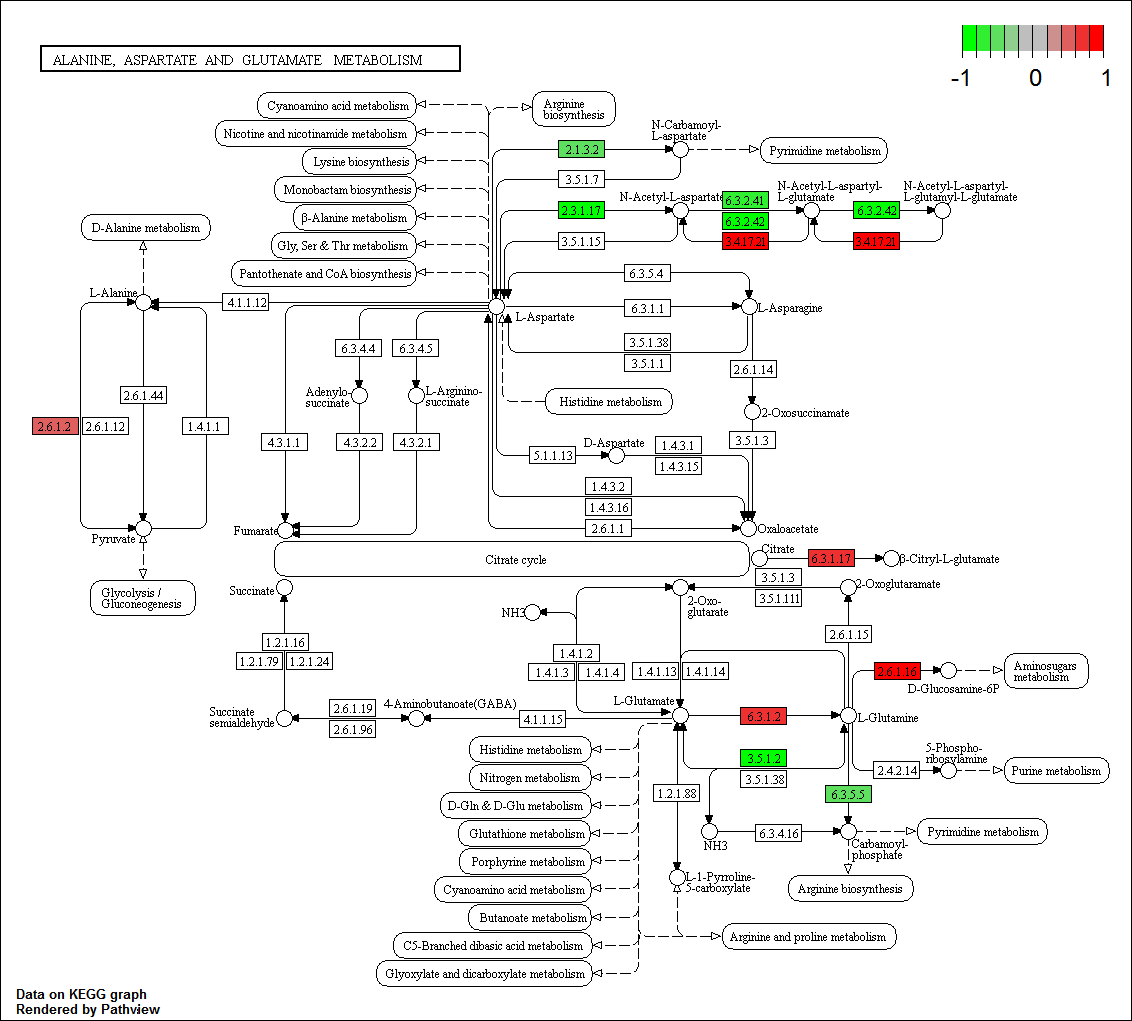 ALANINE, ASPARTATE AND GLUTAMATE METABOLISM
-1
0
1
Cyanoamino acid metabolism
Nicotine and nicotinamide metabolism
Lysine biosynthesis
Monobactam biosynthesis
β-Alanine metabolism
Gly, Ser & Thr metabolism
Pantothenate and CoA biosynthesis
Arginine
biosynthesis
N-Carbamoyl-
L-aspartate
2.1.3.2
Pyrimidine metabolism
3.5.1.7
N-Acetyl-L-aspartate
N-Acetyl-L-aspartyl-
L-glutamate
N-Acetyl-L-aspartyl-
L-glutamyl-L-glutamate
2.3.1.17
6.3.2.41
6.3.2.42
6.3.2.42
3.5.1.15
3.4.17.21
3.4.17.21
D-Alanine metabolism
L-Alanine
4.1.1.12
6.3.5.4
6.3.1.1
L-Aspartate
L-Asparagine
3.5.1.38
3.5.1.1
6.3.4.4
6.3.4.5
2.6.1.14
2.6.1.44
Adenylo-
succinate
L-Arginino-
succinate
Histidine metabolism
2-Oxosuccinamate
2.6.1.2
2.6.1.12
1.4.1.1
4.3.1.1
4.3.2.2
4.3.2.1
D-Aspartate
5.1.1.13
1.4.3.1
1.4.3.15
3.5.1.3
1.4.3.2
1.4.3.16
2.6.1.1
Pyruvate
Fumarate
Oxaloacetate
Citrate cycle
Citrate
6.3.1.17
β-Citryl-L-glutamate
Glycolysis /
Gluconeogenesis
Succinate
3.5.1.3
3.5.1.111
2-Oxoglutaramate
NH3
2-Oxo-
glutarate
1.2.1.16
1.2.1.79
1.2.1.24
1.4.1.2
1.4.1.3
1.4.1.4
1.4.1.13
1.4.1.14
2.6.1.15
2.6.1.16
D-Glucosamine-6P
Aminosugars
metabolism
Succinate
semialdehyde
2.6.1.19
2.6.1.96
4-Aminobutanoate(GABA)
4.1.1.15
L-Glutamate
6.3.1.2
L-Glutamine
Histidine metabolism
Nitrogen metabolism
D-Gln & D-Glu metabolism
Glutathione metabolism
Porphyrine metabolism
Cyanoamino acid metabolism
Butanoate metabolism
C5-Branched dibasic acid metabolism
Glyoxylate and dicarboxylate metabolism
3.5.1.2
3.5.1.38
1.2.1.88
5-Phospho-
ribosylamine
2.4.2.14
Purine metabolism
6.3.5.5
NH3
6.3.4.16
Carbamoyl-
phosphate
Pyrimidine metabolism
Arginine biosynthesis
L-1-Pyrroline-
5-carboxylate
Arginine and proline metabolism
Data on KEGG graph
Rendered by Pathview